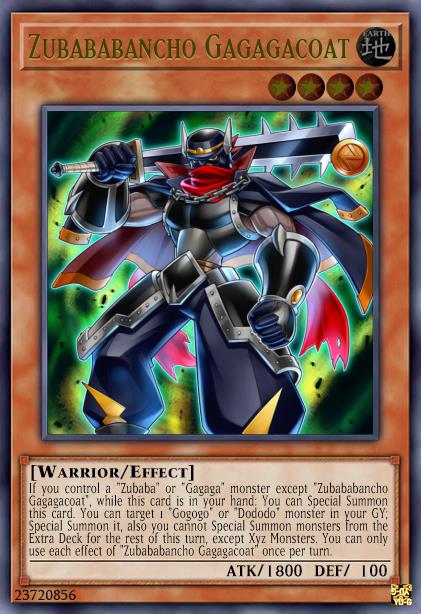 ZUBABABANCHO GAGAGACOAT
EARTH
地
[WARRIOR/EFFECT]
If you control a "Zubaba" or "Gagaga" monster except "Zubababancho
Gagagacoat", while this card is in your hand: You can Special Summon
this card. You can target 1 "Gogogo" or "Dododo" monster in your GY;
Special Summon it, also you cannot Special Summon monsters from the
Extra Deck for the rest of this turn, except Xyz Monsters. You can only
use each effect of "Zubababancho Gagagacoat" once per turn.
ATK/1800 DEF/ 100
23720856